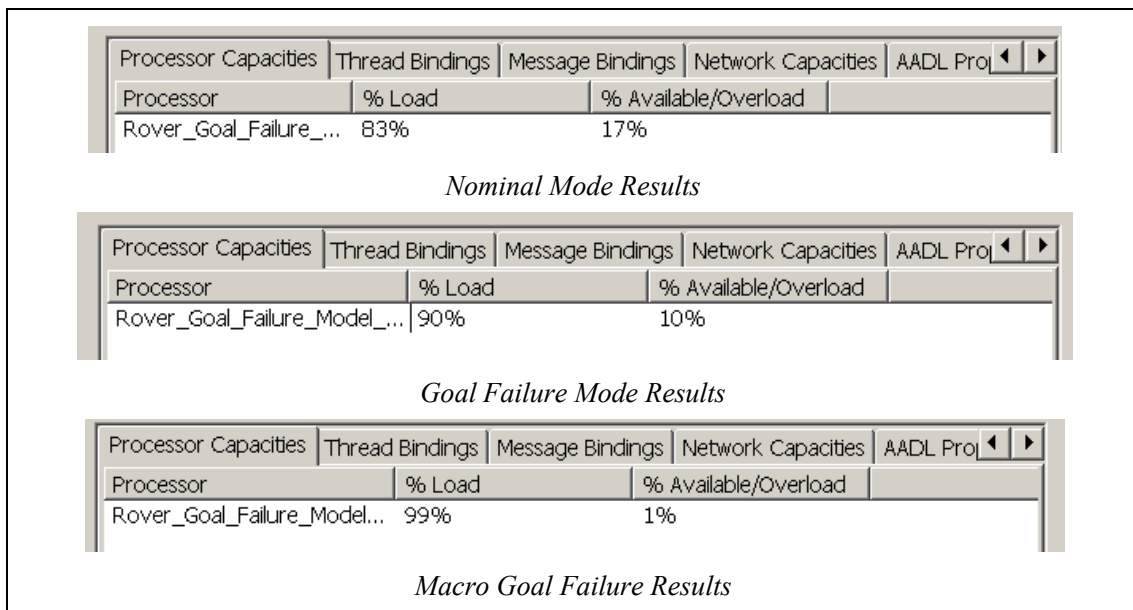 Processor Capacities Thread Bindings Message Bindings Network Capacities AADL Pro
Processor % Load % Available/Overload
Rover_Goal_Failure_... 83% 17%
Nominal Mode Results
Processor Capacities Thread Bindings Message Bindings Network Capacities AADL Pro
Processor % Load % Available/Overload
Rover_Goal_Failure_Model_... 90% 10%
Goal Failure Mode Results
Processor Capacities Thread Bindings Message Bindings Network Capacities AADL Pro
Processor % Load % Available/Overload
Rover_Goal_Failure_Model... 99% 1%
Macro Goal Failure Results